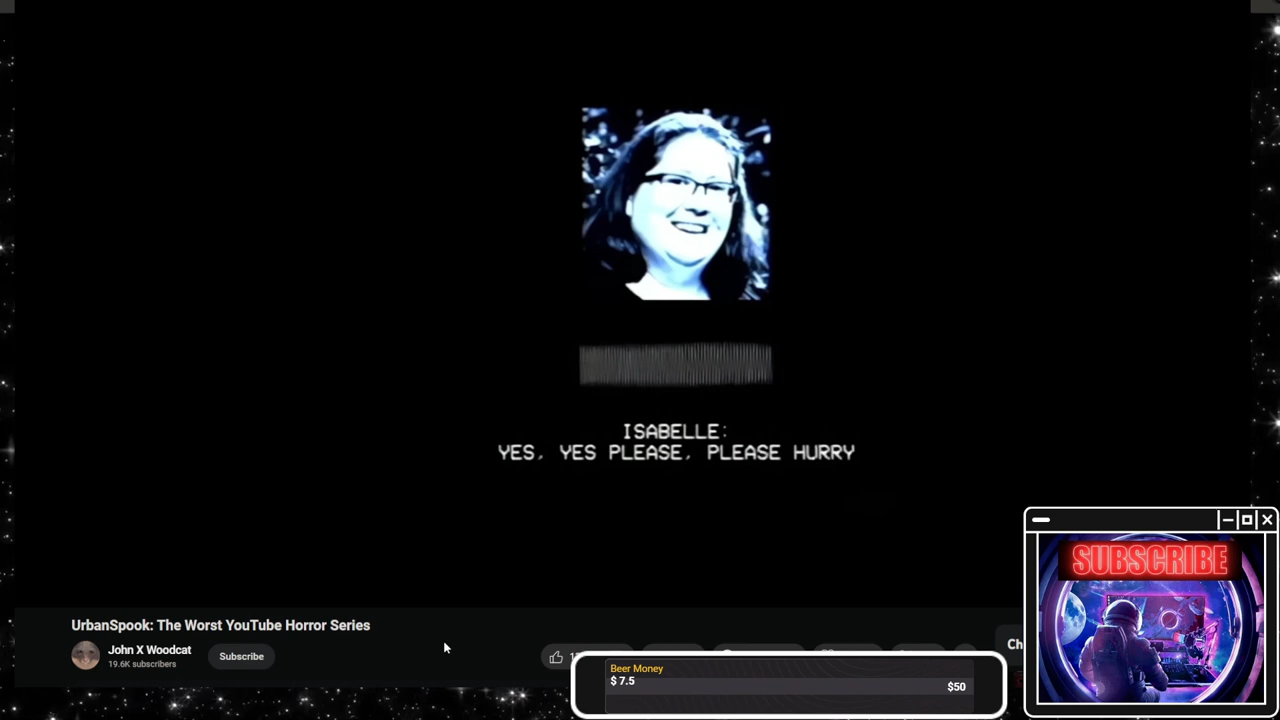 ISABELLE:
YES, YES PLEASE, PLEASE HURRY
SUBSCRIBE
UrbanSpook: The Worst YouTube Horror Series
John X Woodcat
19.6K subscribers
Subscribe
Beer Money
$ 7.5
$50